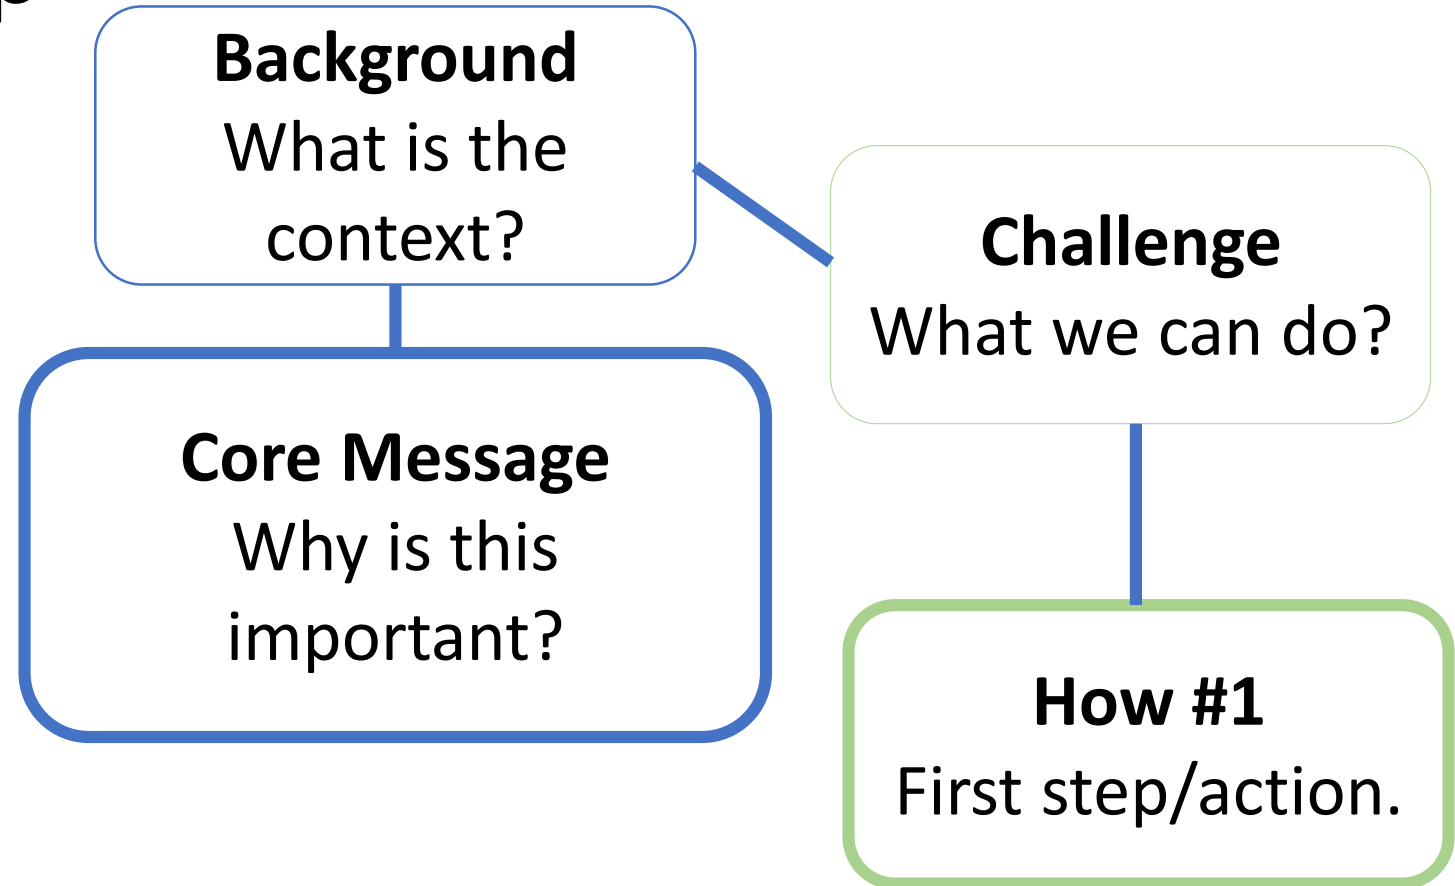 Background
What is the
context?
Challenge
What we can do?
Core Message
Why is this
important?
How #1
First step/action.